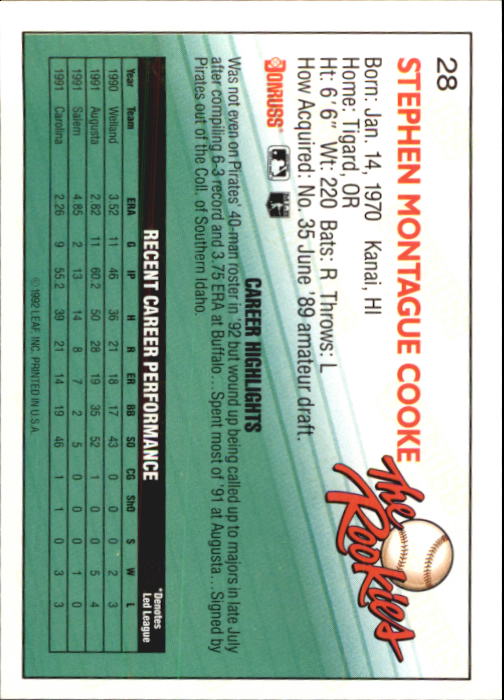 28
STEPHEN MONTAGUE COOKE
The Rookies
Born: Jan. 14, 1970 Kanai, HI
Home: Tigard, OR
Ht: 6'6" Wt: 220 Bats: R Throws: L
How Acquired: No. 35 June '89 amateur draft.
DONRUSS
CAREER HIGHLIGHTS
Was not even on Pirates' 40-man roster in '92 but wound up being called up to majors in late July
after compiling 6-3 record and 3.75 ERA at Buffalo...Spent most of '91 at Augusta...Signed by
Pirates out of the Coll. of Southern Idaho.
RECENT CAREER PERFORMANCE
*Denotes
Led League
Year Team ERA G IP H R ER BB SO CG ShO S W L
1990 Welland 3.52 11 46 36 21 18 17 43 0 0 0 2 3
1991 Augusta 2.82 11 60.2 50 28 19 35 52 1 0 0 5 4
1991 Salem 4.85 2 13 14 8 7 2 5 0 0 0 1 0
1991 Carolina 2.26 9 55.2 39 21 14 19 46 1 1 0 3 3
©1992 LEAF, INC. PRINTED IN U.S.A.